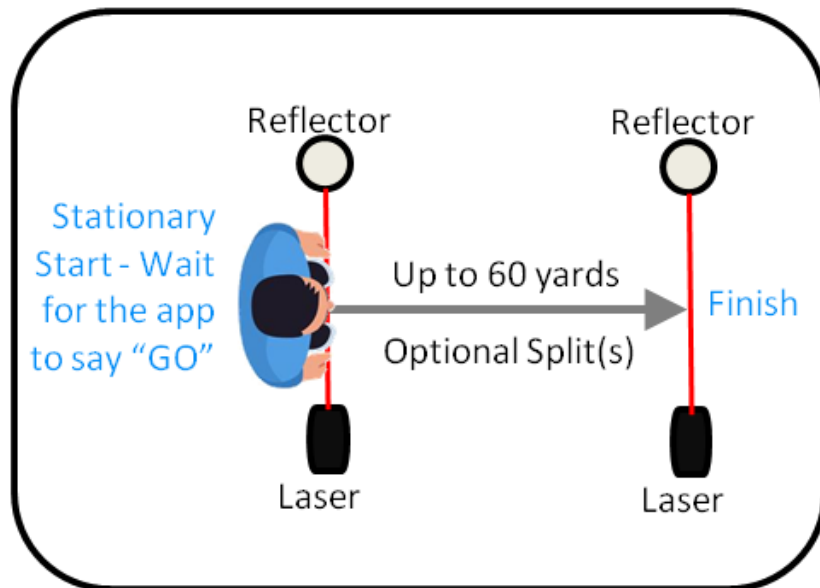 Reflector
Reflector
Stationary
Start - Wait
for the app
to say “GO”
Up to 60 yards
Optional Split(s)
Finish
Laser
Laser